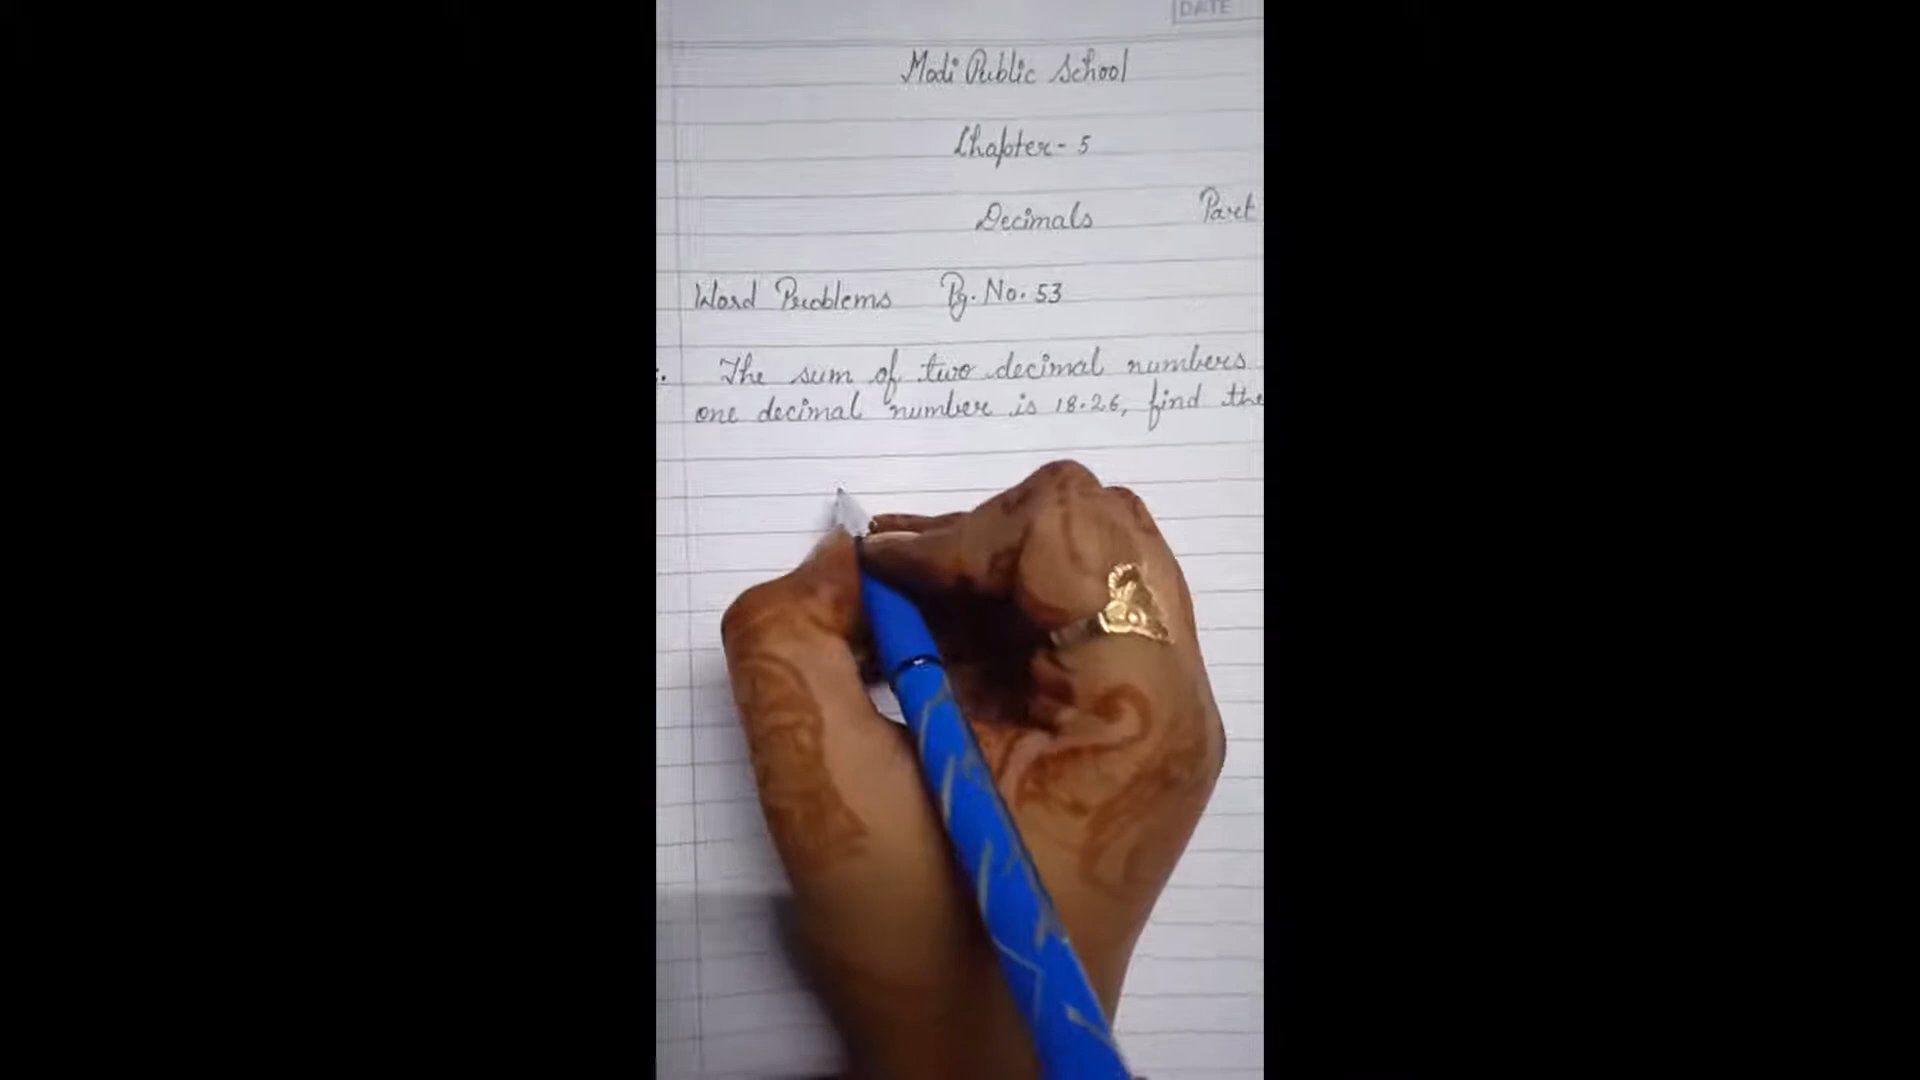 DATE
Modi Public School
Chapter - 5
Decimals Part
Word Problems Pg. No. 53
The sum of two decimal numbers
one decimal number is 18.26, find the